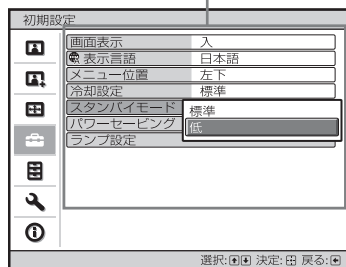 初期設定
画面表示 入
表示言語 日本語
メニュー位置 左下
冷却設定 標準
スタンバイモード 標準
パワーセービング 低
ランプ設定
選択: 決定: 戻る: